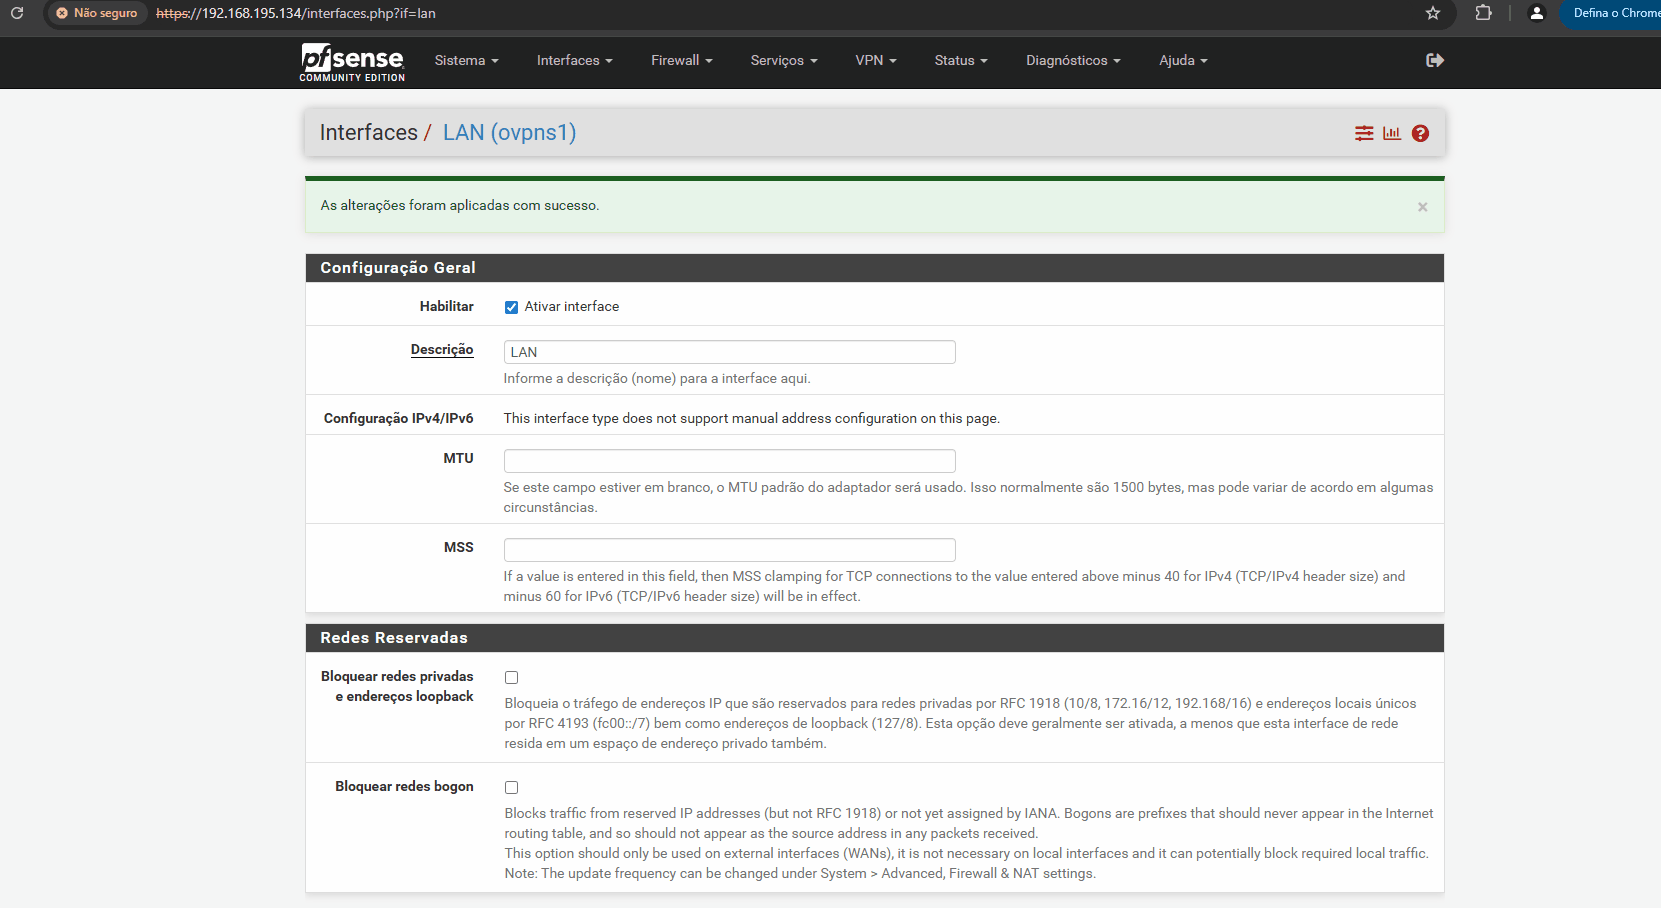 Não seguro
https://192.168.195.134/interfaces.php?if=lan
Defina o Chrome
pfsense
COMMUNITY EDITION
Sistema
Interfaces
Firewall
Serviços
VPN
Status
Diagnósticos
Ajuda
Interfaces / LAN (ovpns1)
As alterações foram aplicadas com sucesso.
×
Configuração Geral
Habilitar
Ativar interface
Descrição
LAN
Informe a descrição (nome) para a interface aqui.
Configuração IPv4/IPv6
This interface type does not support manual address configuration on this page.
MTU
Se este campo estiver em branco, o MTU padrão do adaptador será usado. Isso normalmente são 1500 bytes, mas pode variar de acordo em algumas
circunstâncias.
MSS
If a value is entered in this field, then MSS clamping for TCP connections to the value entered above minus 40 for IPv4 (TCP/IPv4 header size) and
minus 60 for IPv6 (TCP/IPv6 header size) will be in effect.
Redes Reservadas
Bloquear redes privadas
e endereços loopback
Bloqueia o tráfego de endereços IP que são reservados para redes privadas por RFC 1918 (10/8, 172.16/12, 192.168/16) e endereços locais únicos
por RFC 4193 (fc00::/7) bem como endereços de loopback (127/8). Esta opção deve geralmente ser ativada, a menos que esta interface de rede
resida em um espaço de endereço privado também.
Bloquear redes bogon
Blocks traffic from reserved IP addresses (but not RFC 1918) or not yet assigned by IANA. Bogons are prefixes that should never appear in the Internet
routing table, and so should not appear as the source address in any packets received.
This option should only be used on external interfaces (WANs), it is not necessary on local interfaces and it can potentially block required local traffic.
Note: The update frequency can be changed under System > Advanced, Firewall & NAT settings.